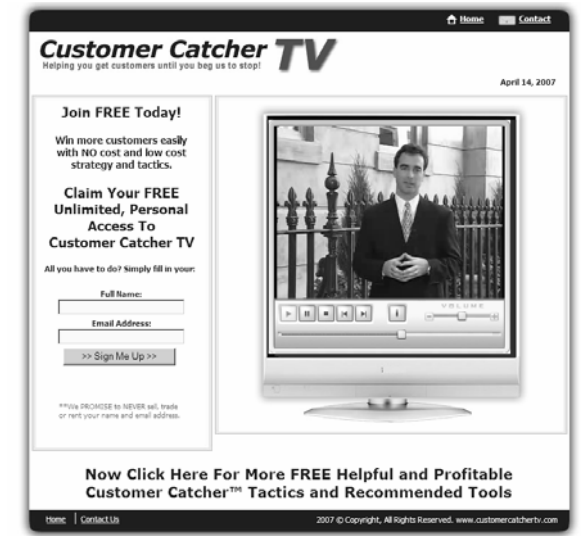 Home Contact
Customer Catcher TV
Helping you get customers until you beg us to stop!
April 14, 2007
Join FREE Today!
Win more customers easily
with NO cost and low cost
strategy and tactics.
Claim Your FREE
Unlimited, Personal
Access To
Customer Catcher TV
All you have to do? Simply fill in your:
Full Name:
Email Address:
>> Sign Me Up >>
**We PROMISE to NEVER sell, trade
or rent your name and email address.
VOLUME
Now Click Here For More FREE Helpful and Profitable
Customer Catcher™ Tactics and Recommended Tools
Home | Contact Us
2007 © Copyright, All Rights Reserved. www.customercatchertv.com